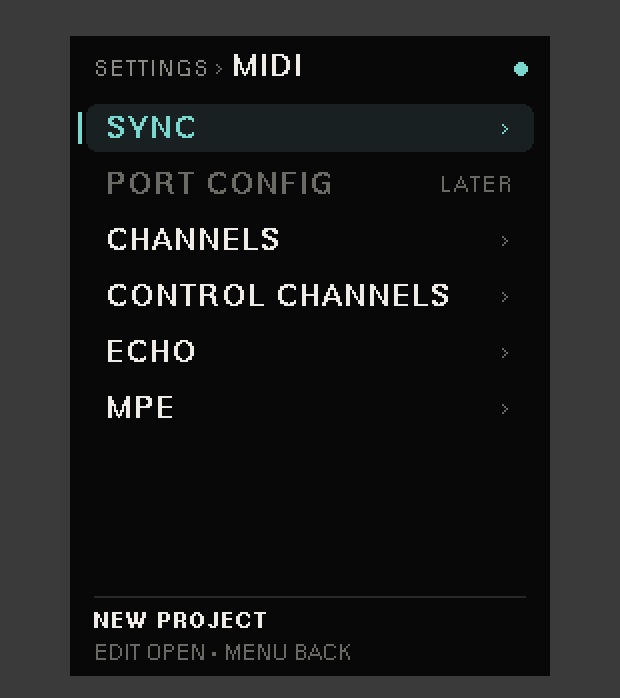 SETTINGS › MIDI
SYNC ›
PORT CONFIG LATER
CHANNELS ›
CONTROL CHANNELS ›
ECHO ›
MPE ›
NEW PROJECT
EDIT OPEN • MENU BACK